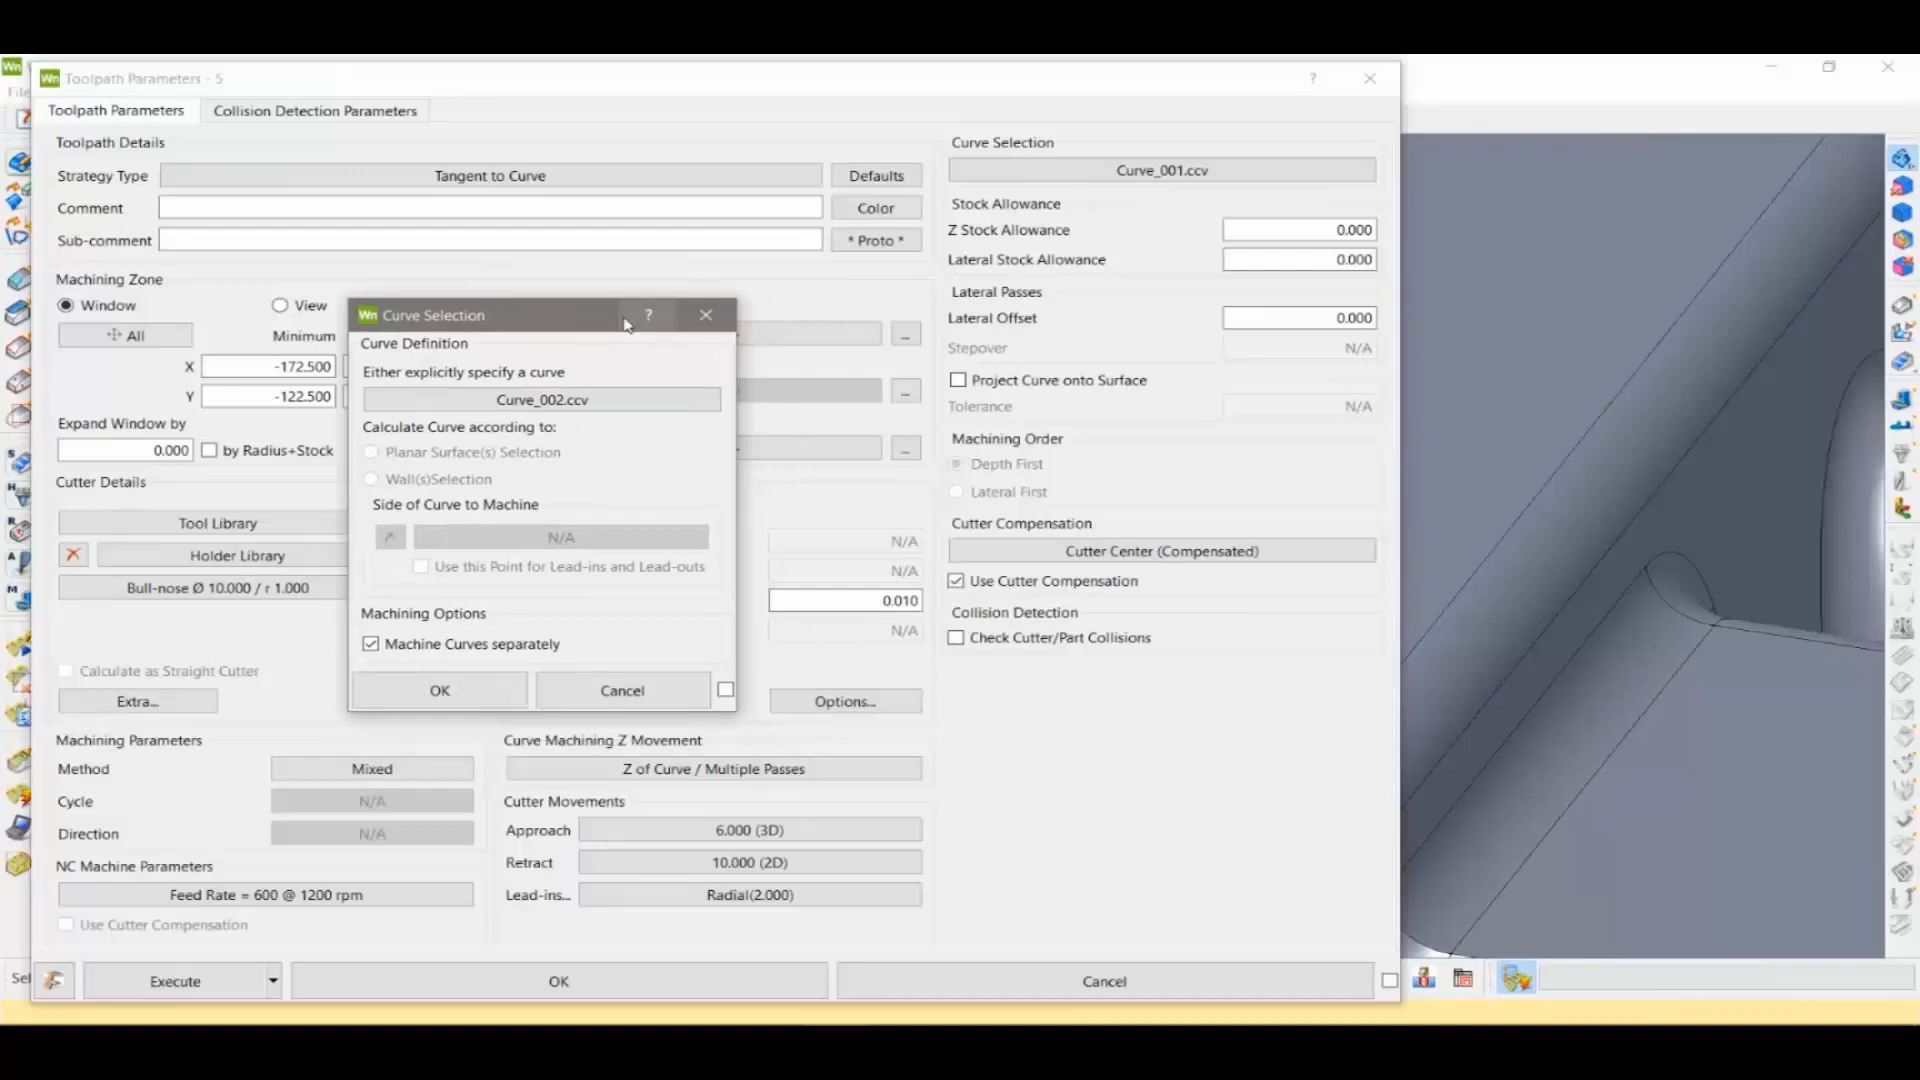 Wn Toolpath Parameters - 5
?
File
Toolpath Parameters
Collision Detection Parameters
Toolpath Details
Strategy Type
Tangent to Curve
Defaults
Comment
Color
Sub-comment
* Proto *
Machining Zone
Window
View
All
Minimum
X
-172.500
Y
-122.500
Expand Window by
0.000
by Radius+Stock
Cutter Details
Tool Library
Holder Library
Bull-nose Ø 10.000 / r 1.000
Calculate as Straight Cutter
Extra...
...
...
...
N/A
N/A
0.010
N/A
Options...
Wn Curve Selection
?
Curve Definition
Either explicitly specify a curve
Curve_002.ccv
Calculate Curve according to:
Planar Surface(s) Selection
Wall(s)Selection
Side of Curve to Machine
N/A
Use this Point for Lead-ins and Lead-outs
Machining Options
Machine Curves separately
OK
Cancel
Machining Parameters
Method
Mixed
Cycle
N/A
Direction
N/A
NC Machine Parameters
Feed Rate = 600 @ 1200 rpm
Use Cutter Compensation
Curve Machining Z Movement
Z of Curve / Multiple Passes
Cutter Movements
Approach
6.000 (3D)
Retract
10.000 (2D)
Lead-ins...
Radial(2.000)
Curve Selection
Curve_001.ccv
Stock Allowance
Z Stock Allowance
0.000
Lateral Stock Allowance
0.000
Lateral Passes
Lateral Offset
0.000
Stepover
N/A
Project Curve onto Surface
Tolerance
N/A
Machining Order
Depth First
Lateral First
Cutter Compensation
Cutter Center (Compensated)
Use Cutter Compensation
Collision Detection
Check Cutter/Part Collisions
Sel
Execute
OK
Cancel